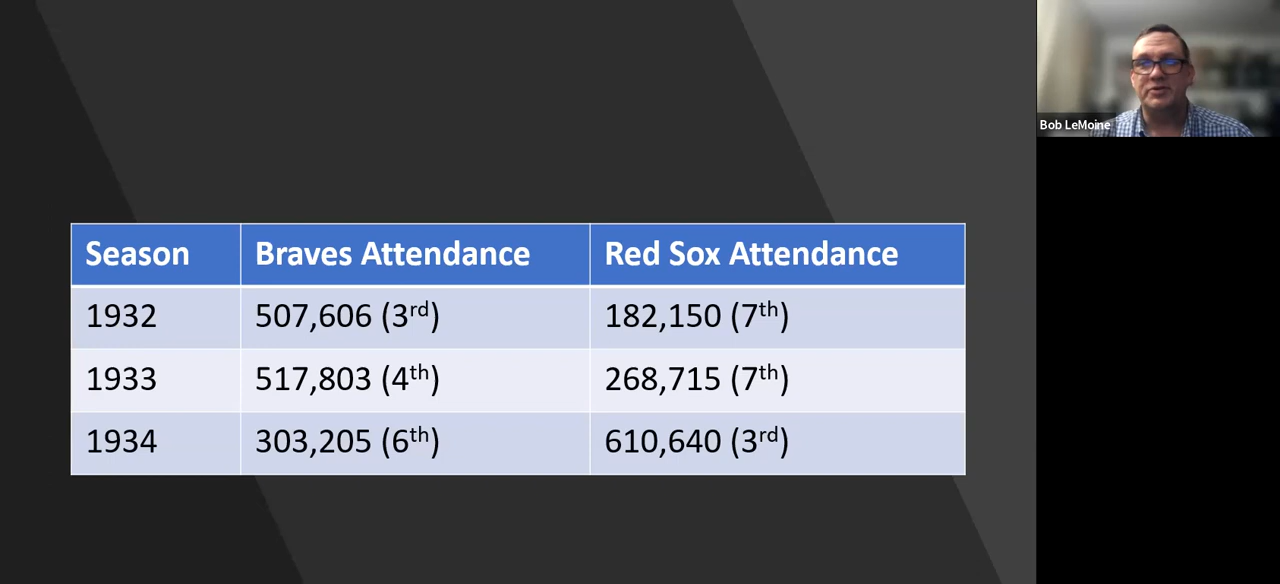 Season Braves Attendance Red Sox Attendance
1932 507,606 (3rd) 182,150 (7th)
1933 517,803 (4th) 268,715 (7th)
1934 303,205 (6th) 610,640 (3rd)
Bob LeMoine